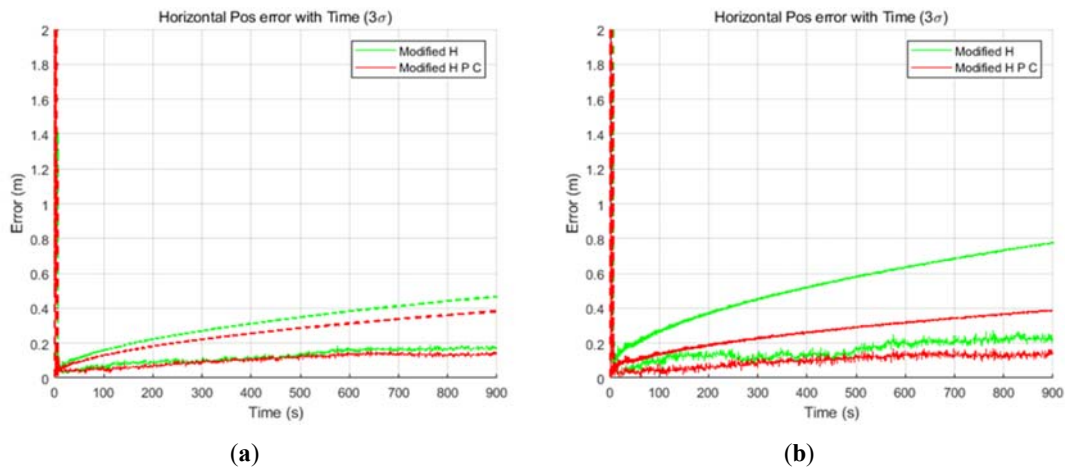 Horizontal Pos error with Time (3σ)
2
1.8
1.6
1.4
1.2
1
0.8
0.6
0.4
0.2
0
Error (m)
Modified H
Modified H P C
0 100 200 300 400 500 600 700 800 900
Time (s)
(a)
Horizontal Pos error with Time (3σ)
2
1.8
1.6
1.4
1.2
1
0.8
0.6
0.4
0.2
0
Error (m)
Modified H
Modified H P C
0 100 200 300 400 500 600 700 800 900
Time (s)
(b)